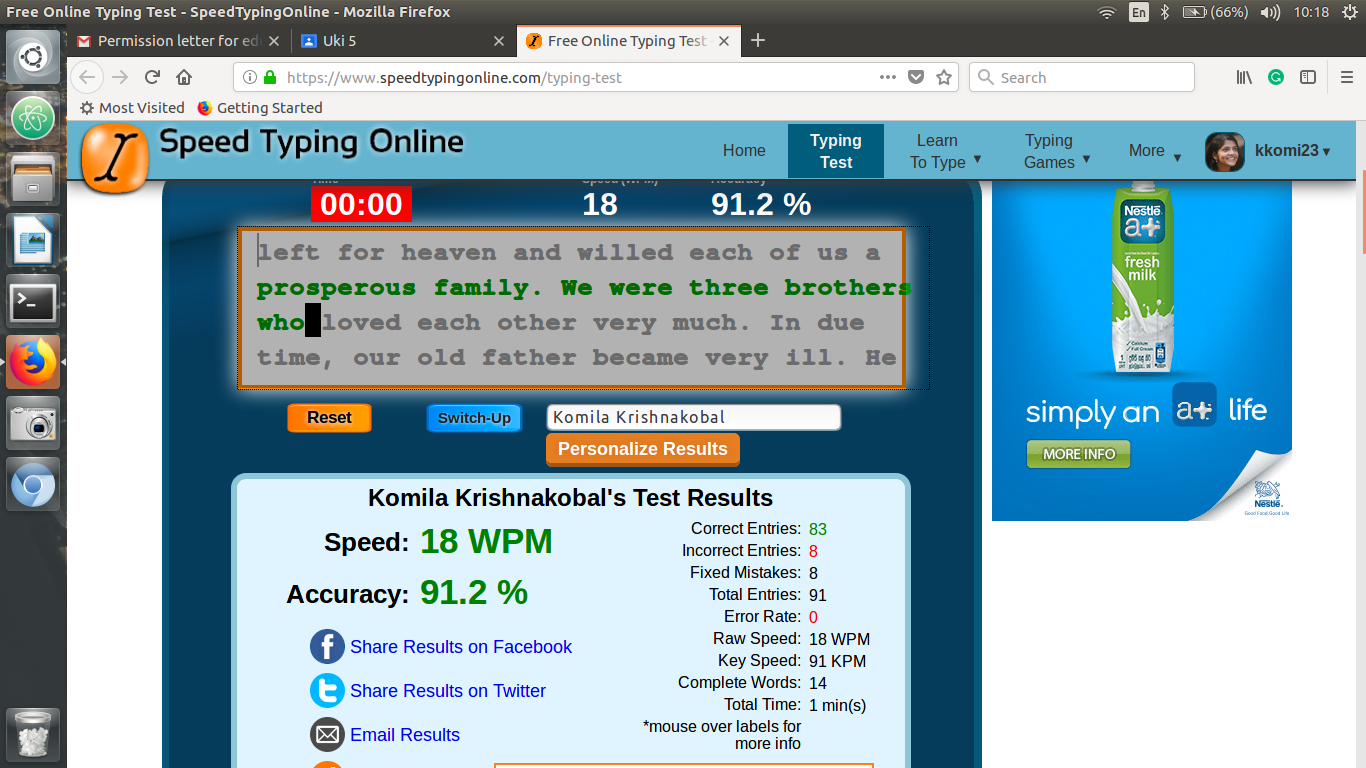 Free Online Typing Test - SpeedTypingOnline - Mozilla Firefox
En
(66%)
10:18
Permission letter for edu
Uki 5
Free Online Typing Test
https://www.speedtypingonline.com/typing-test
Search
Most Visited
Getting Started
Speed Typing Online
Home
Typing Test
Learn To Type
Typing Games
More
kkomi23
Time
Speed (WPM)
Accuracy
00:00
18
91.2 %
left for heaven and willed each of us a
prosperous family. We were three brothers
who loved each other very much. In due
time, our old father became very ill. He
Reset
Switch-Up
Komila Krishnakobal
Personalize Results
Komila Krishnakobal's Test Results
Speed: 18 WPM
Accuracy: 91.2 %
Share Results on Facebook
Share Results on Twitter
Email Results
Correct Entries: 83
Incorrect Entries: 8
Fixed Mistakes: 8
Total Entries: 91
Error Rate: 0
Raw Speed: 18 WPM
Key Speed: 91 KPM
Complete Words: 14
Total Time: 1 min(s)
*mouse over labels for
more info
Nestlé
a+
fresh
milk
simply an a+ life
MORE INFO
Nestlé
Good Food, Good Life